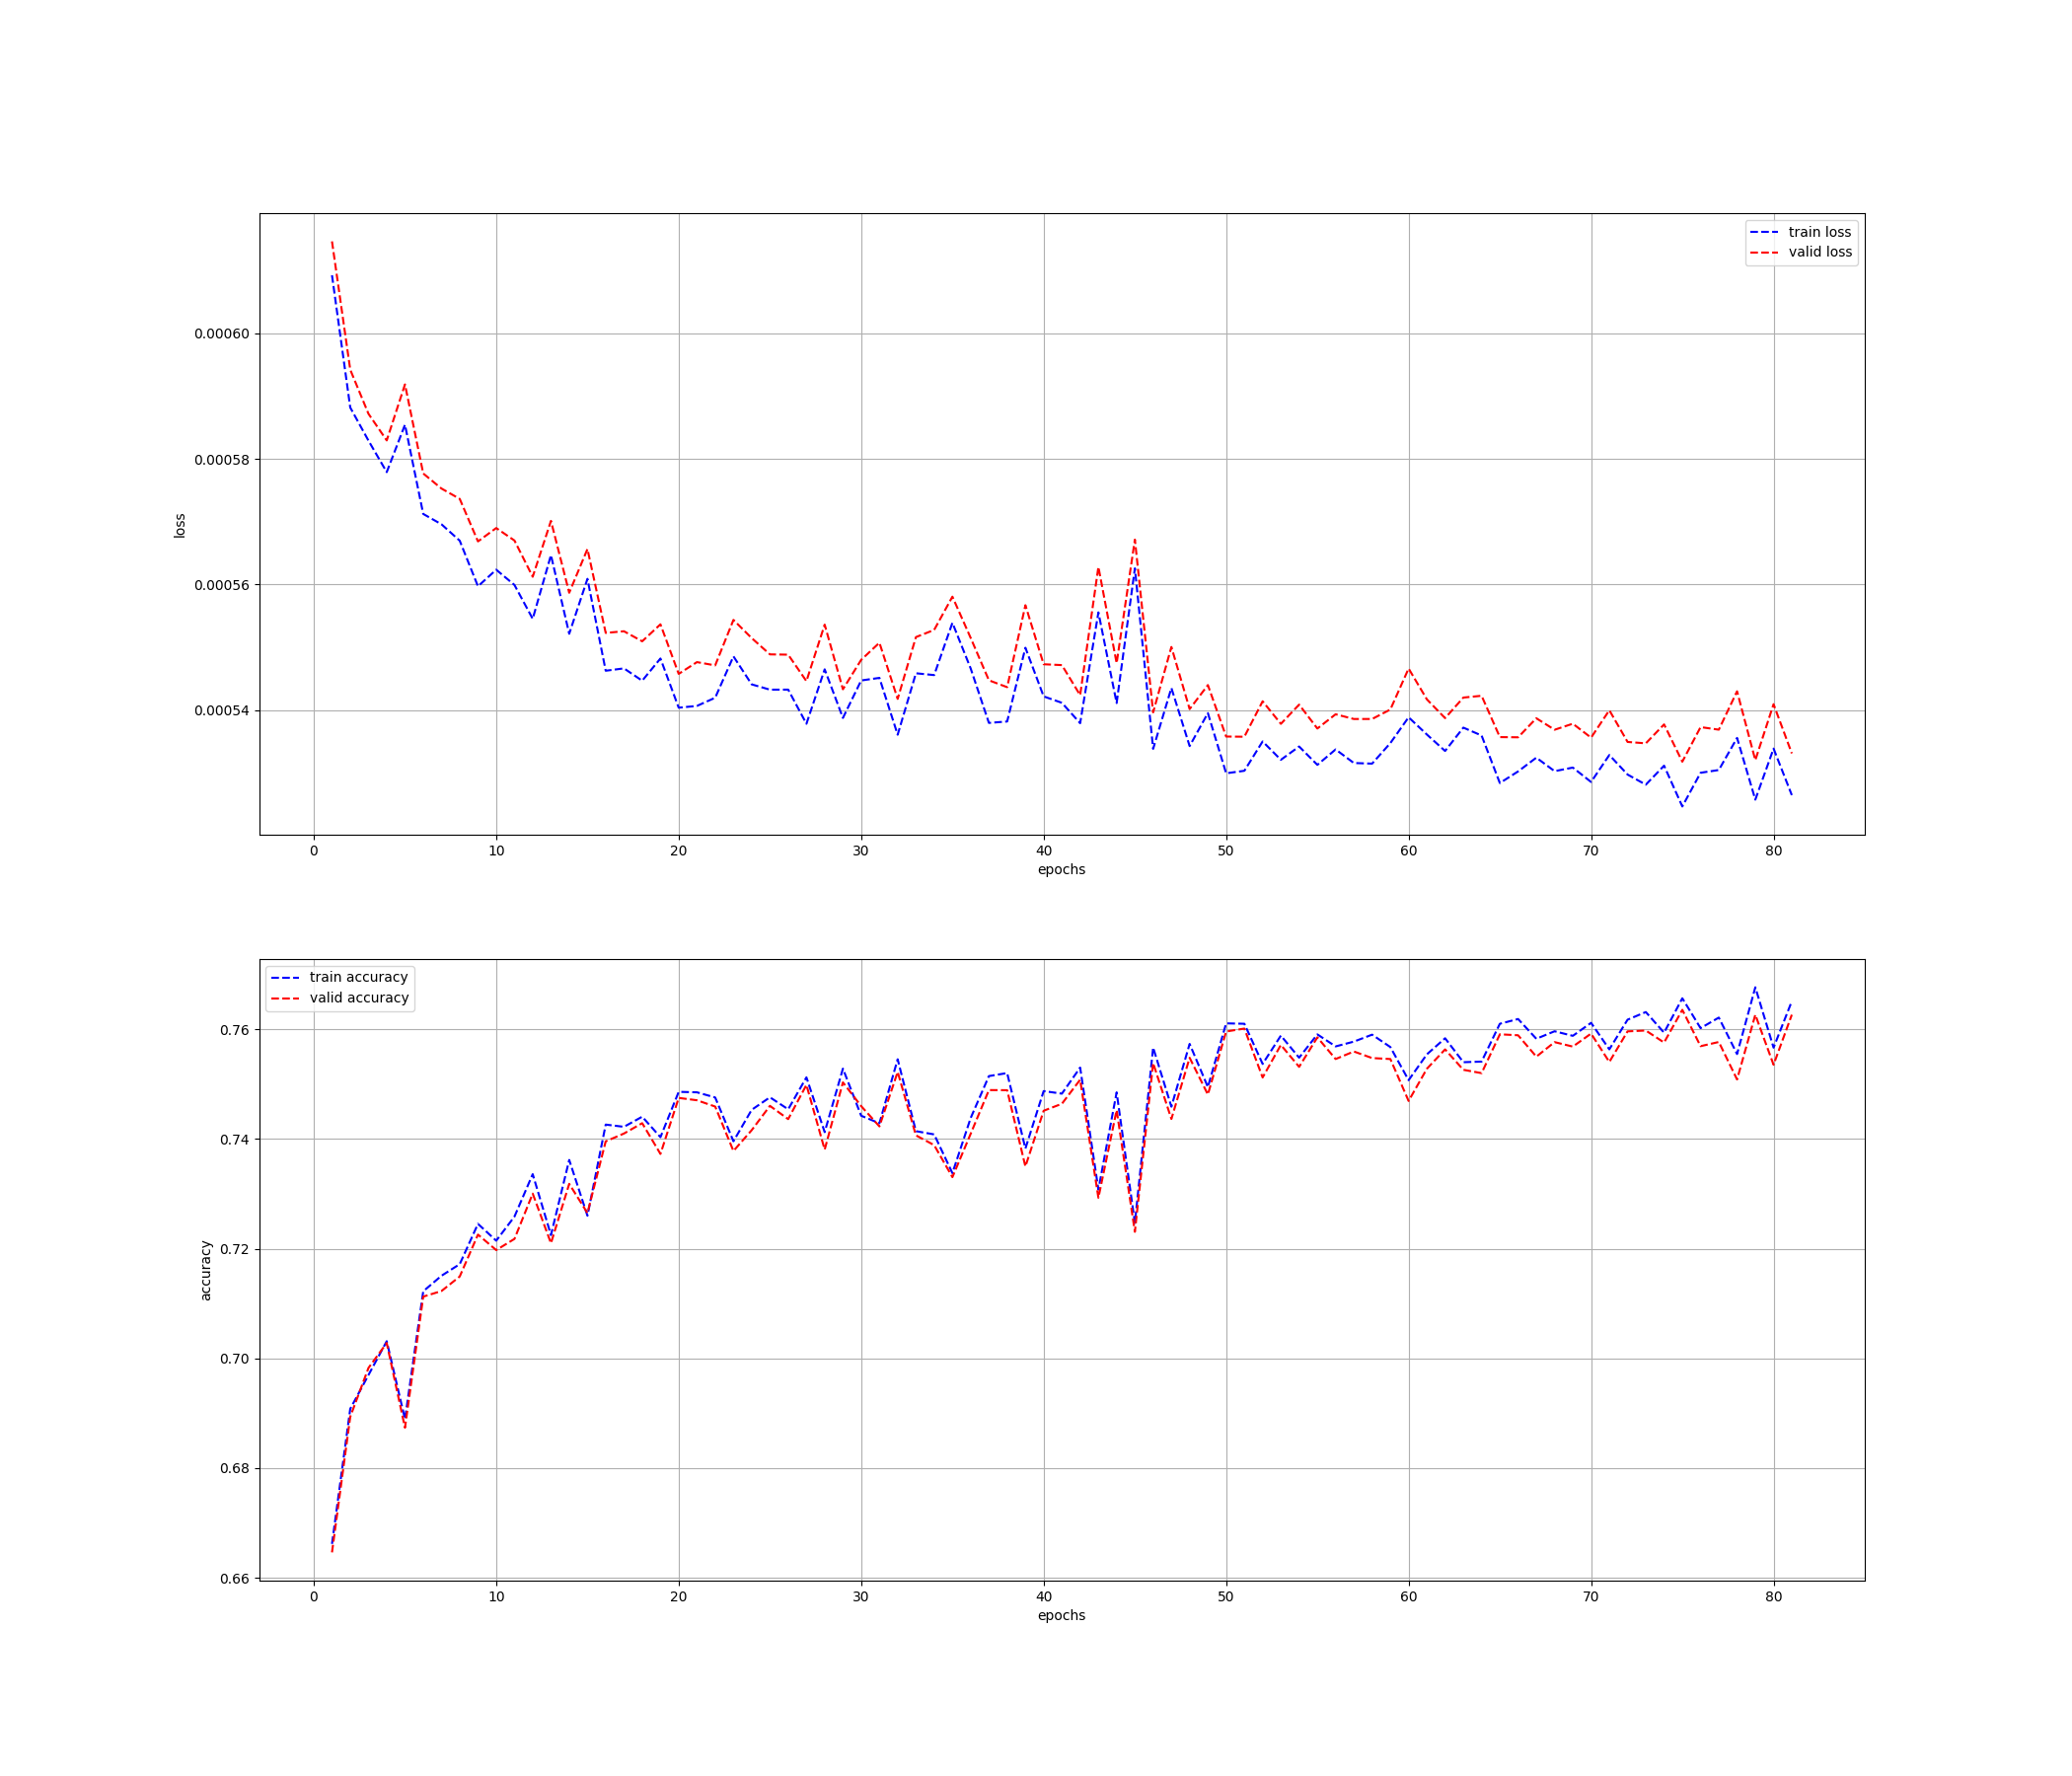 train loss
valid loss
0.00060
0.00058
0.00056
0.00054
loss
0 10 20 30 40 50 60 70 80
epochs
train accuracy
valid accuracy
0.76
0.74
0.72
0.70
0.68
0.66
accuracy
0 10 20 30 40 50 60 70 80
epochs